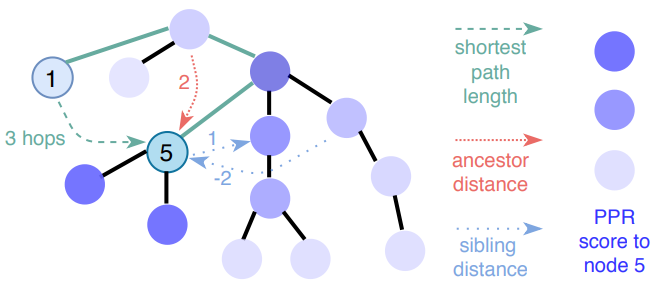 1
2
3 hops
5
1
-2
shortest
path
length
ancestor
distance
sibling
distance
PPR
score to
node 5